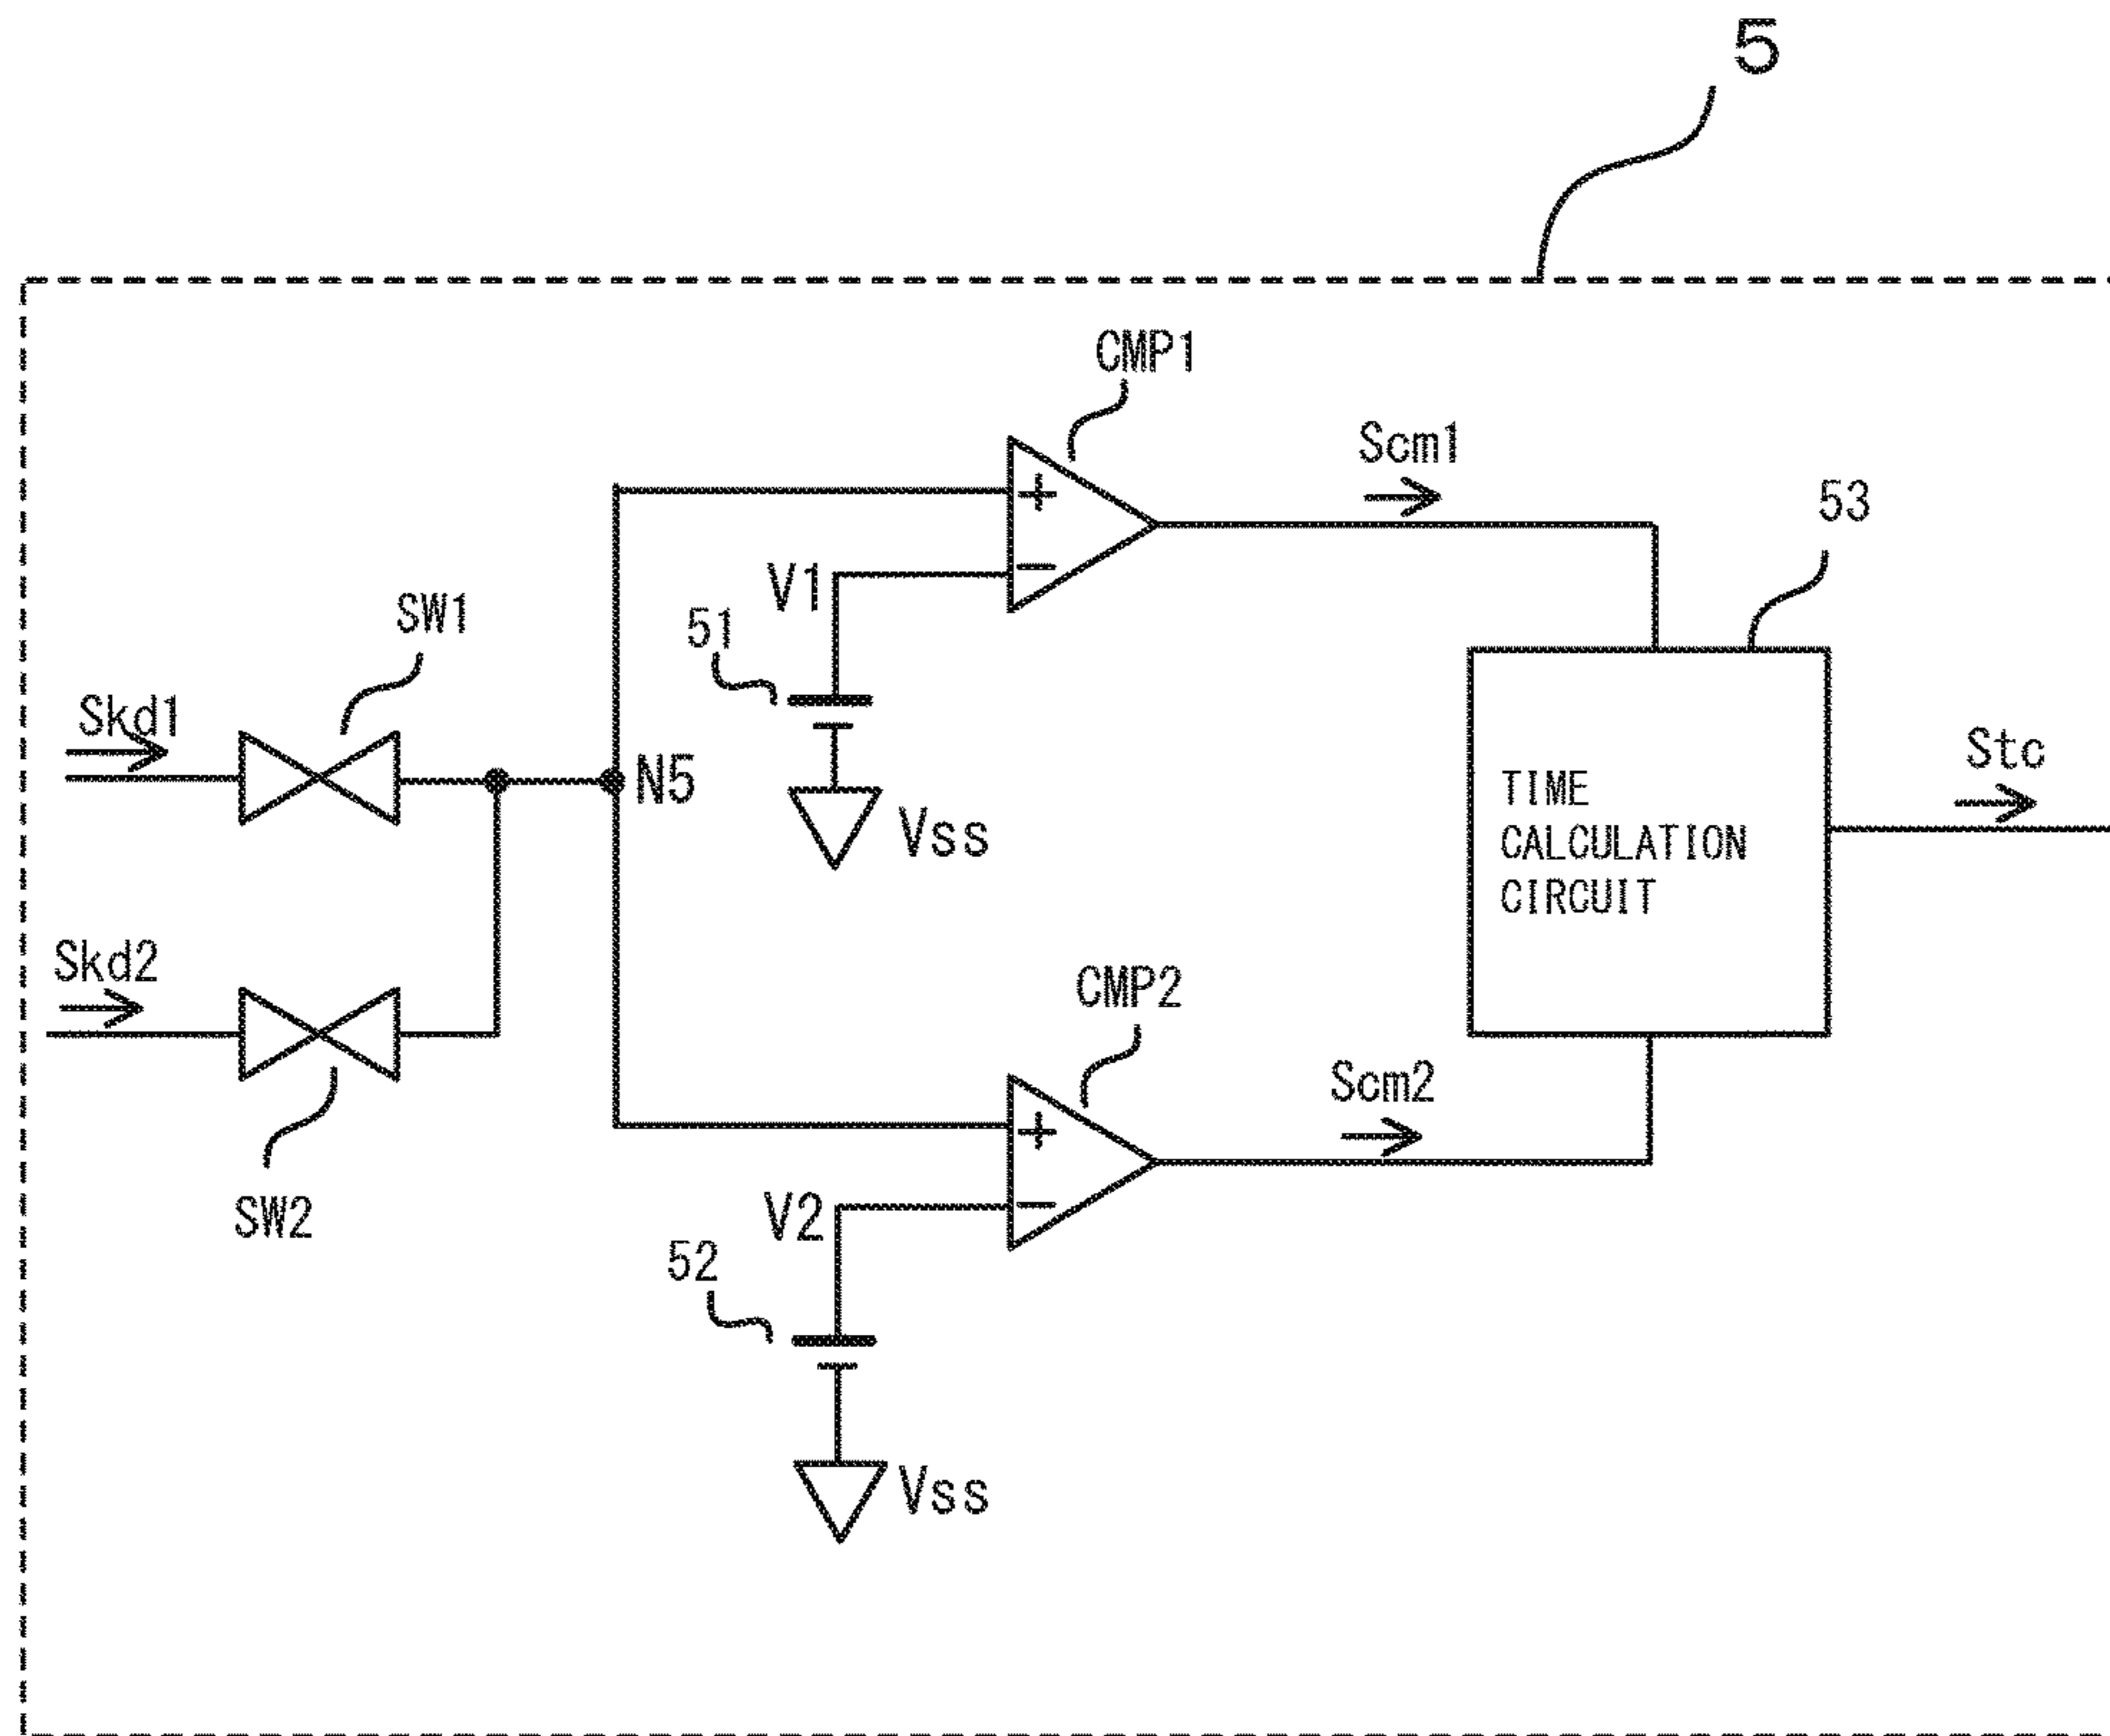 5
CMP1
Scm1
53
V1
51
SW1
Skd1
N5
Vss
TIME
CALCULATION
CIRCUIT
Stc
Skd2
CMP2
Scm2
SW2
V2
52
Vss
+
−
+
−